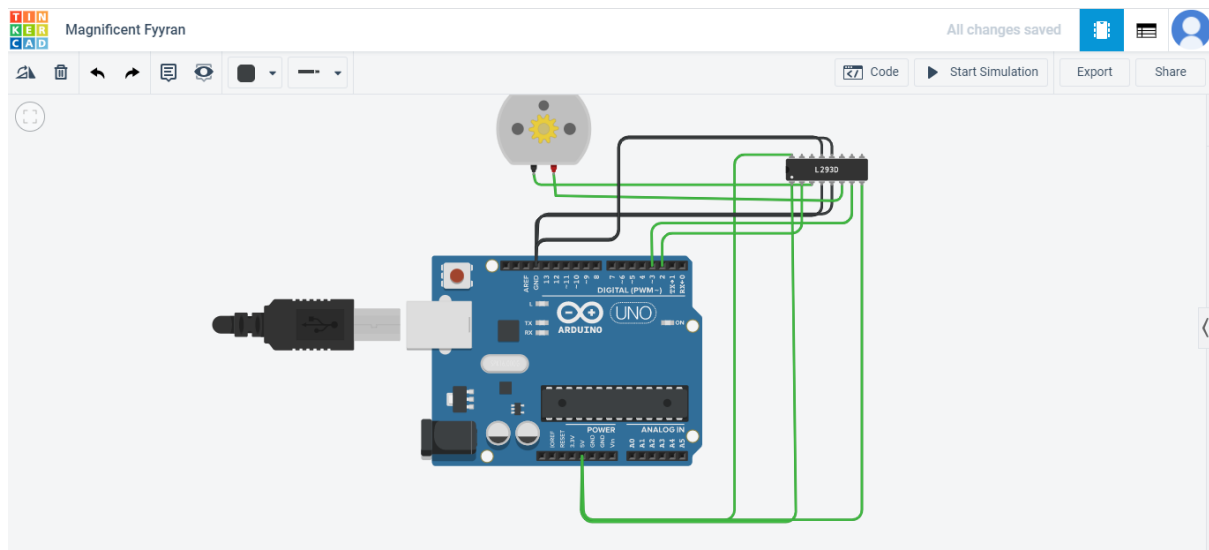 TIN
KER
CAD
Magnificent Fyyran
All changes saved
Code
Start Simulation
Export
Share
L293D
AREF
GND
13
12
~11
~10
~9
8
7
~6
~5
4
~3
2
TX→1
RX←0
DIGITAL (PWM~)
L
TX
RX
ARDUINO
UNO
ON
POWER
ANALOG IN
IOREF
RESET
3.3V
5V
GND
GND
Vin
A0
A1
A2
A3
A4
A5